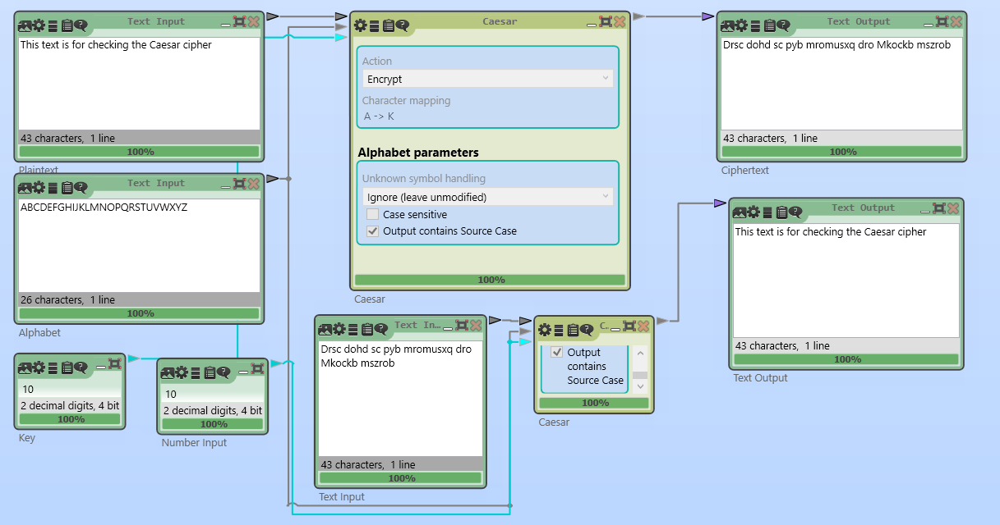 Text Input
This text is for checking the Caesar cipher
43 characters,  1 line
100%
Plaintext
Text Input
ABCDEFGHIJKLMNOPQRSTUVWXYZ
26 characters,  1 line
100%
Alphabet
10
2 decimal digits, 4 bit
100%
Key
10
2 decimal digits, 4 bit
100%
Number Input
Caesar
Action
Encrypt
Character mapping
A -> K
Alphabet parameters
Unknown symbol handling
Ignore (leave unmodified)
Case sensitive
Output contains Source Case
100%
Caesar
Text In...
Drsc dohd sc pyb mromusxq dro
Mkockb mszrob
43 characters,  1 line
100%
Text Input
C...
Output
contains
Source Case
100%
Caesar
Text Output
Drsc dohd sc pyb mromusxq dro Mkockb mszrob
43 characters,  1 line
100%
Ciphertext
Text Output
This text is for checking the Caesar cipher
43 characters,  1 line
100%
Text Output